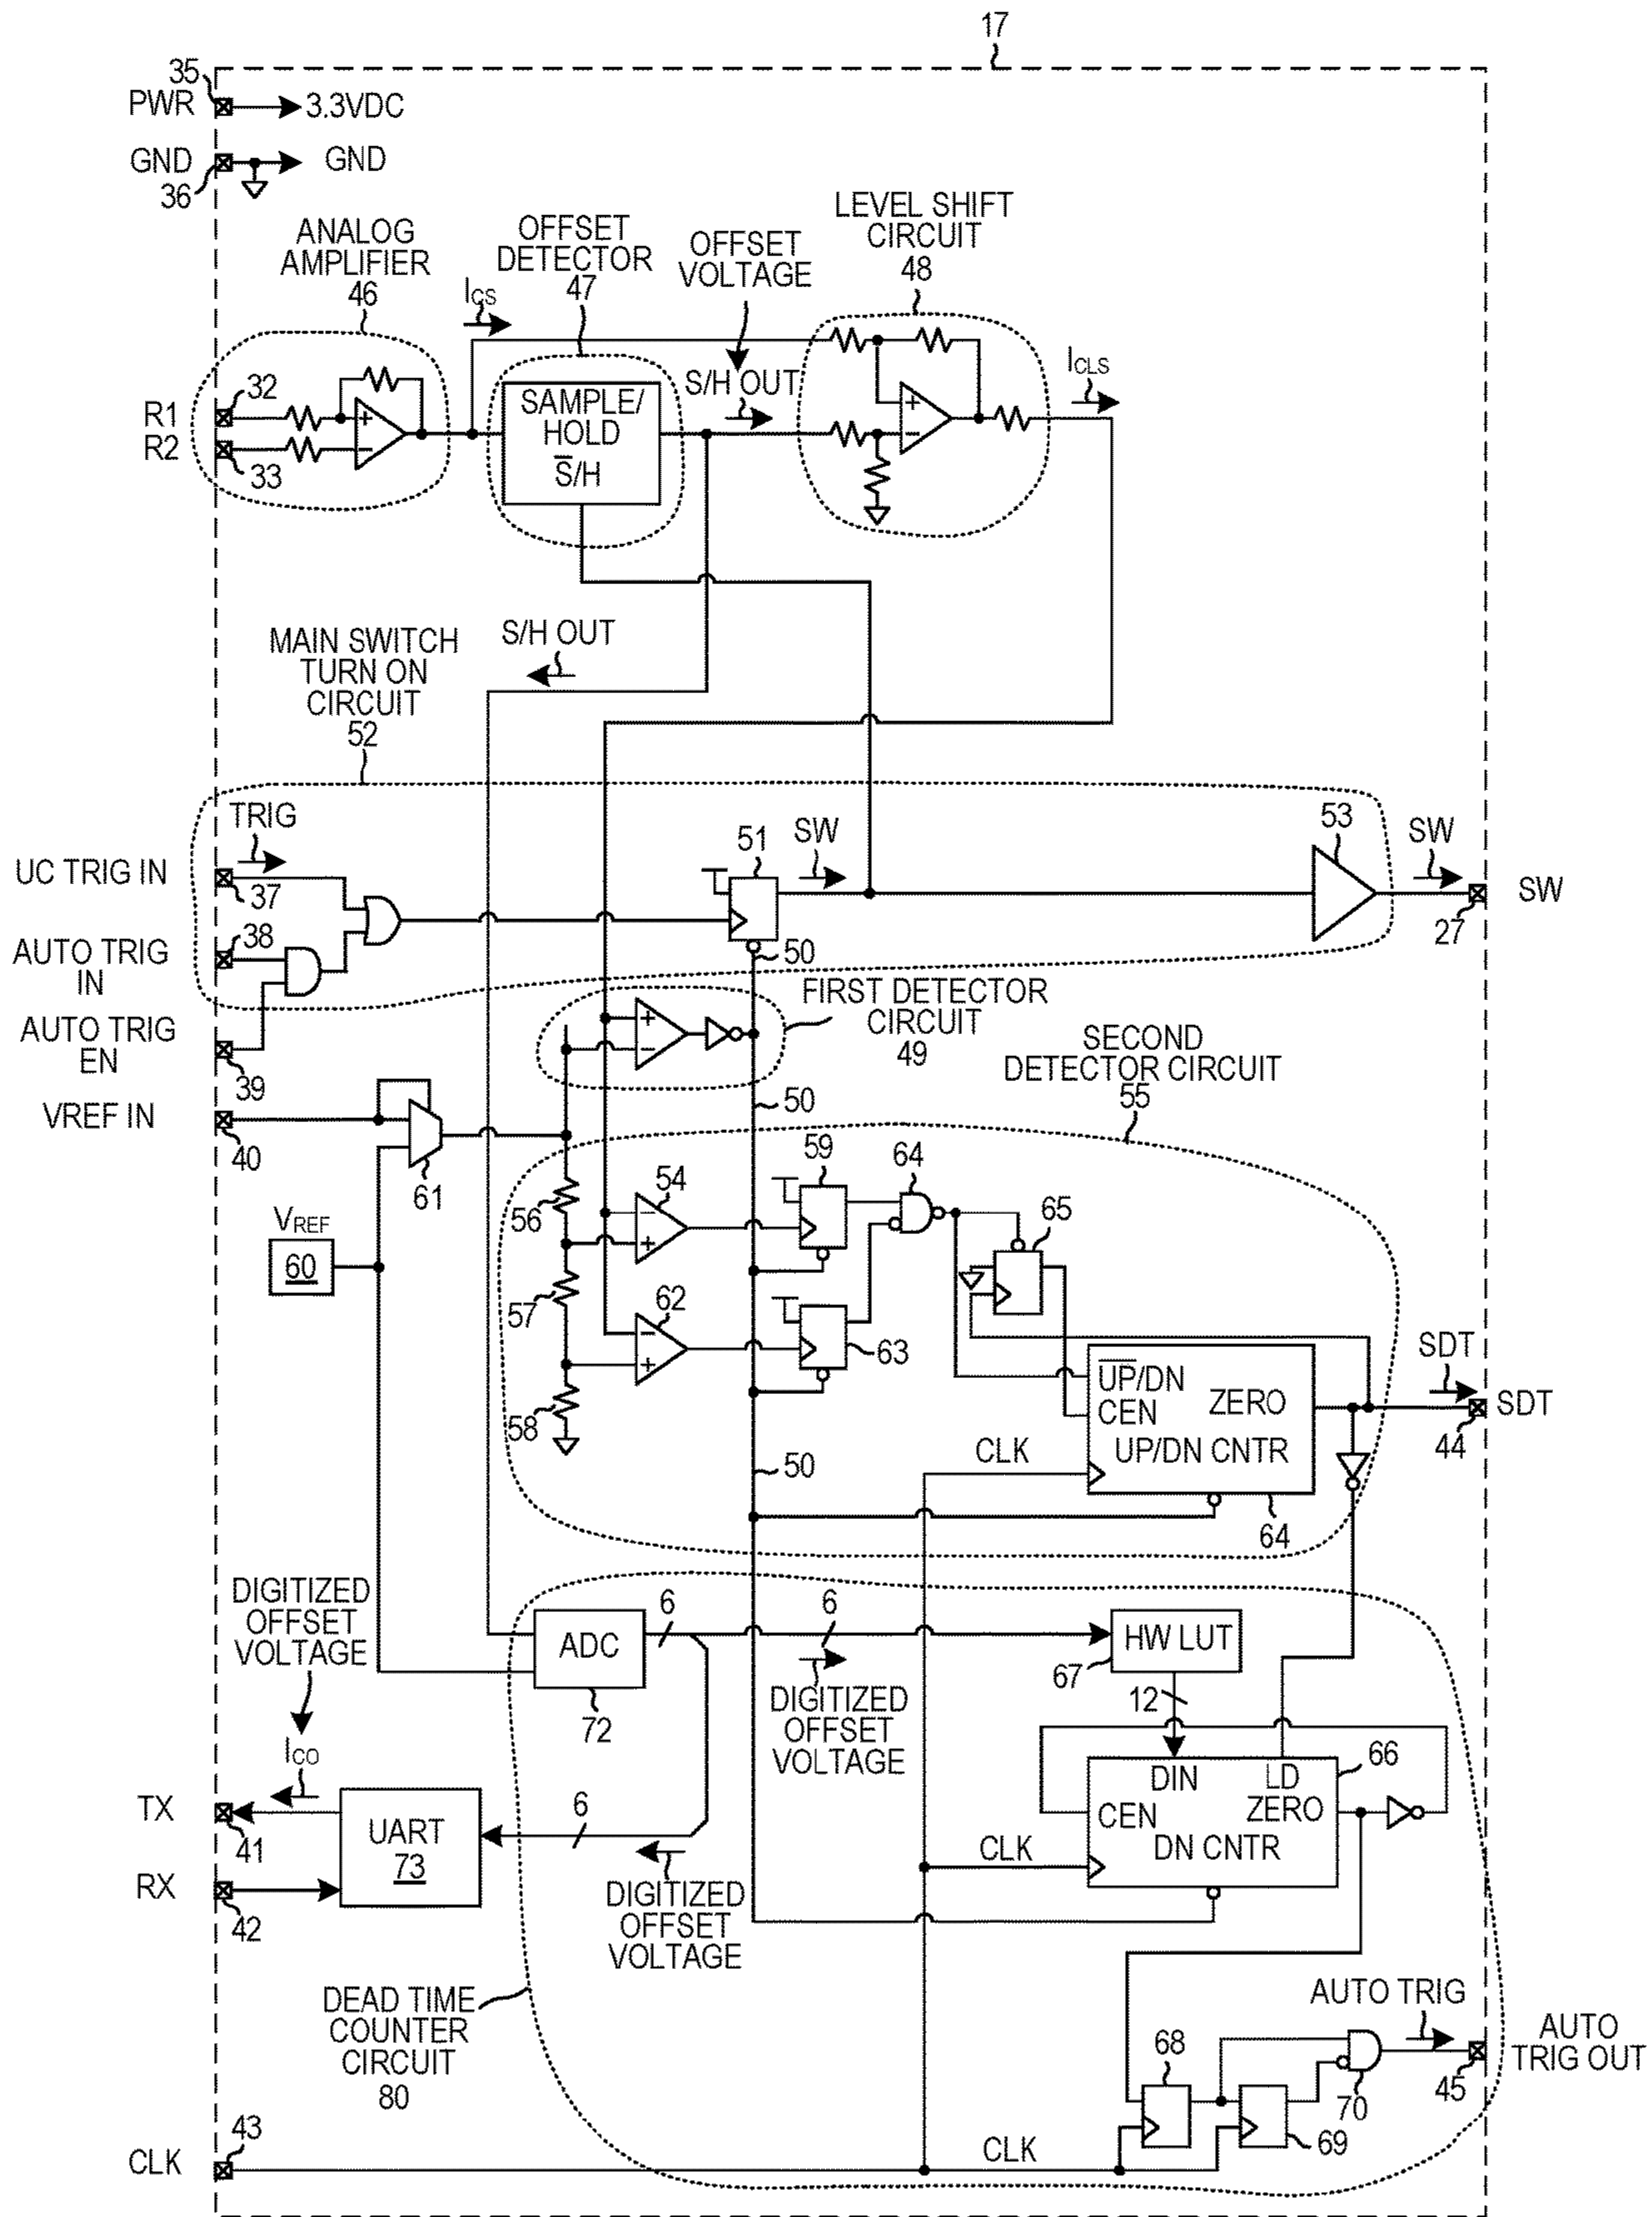 17
35
PWR
3.3VDC
GND
GND
36
ANALOG
AMPLIFIER
46
OFFSET
DETECTOR
47
OFFSET
VOLTAGE
LEVEL SHIFT
CIRCUIT
48
ICS
S/H OUT
ICLS
R1
32
R2
33
+
−
SAMPLE/
HOLD
S̅/H
+
−
S/H OUT
MAIN SWITCH
TURN ON
CIRCUIT
52
TRIG
UC TRIG IN
37
51
SW
53
SW
SW
27
38
AUTO TRIG
IN
50
AUTO TRIG
EN
39
+
−
FIRST DETECTOR
CIRCUIT
49
SECOND
DETECTOR CIRCUIT
55
VREF IN
40
61
50
VREF
60
56
54
−
+
59
64
65
57
62
−
+
63
58
50
U̅P̅/DN
CEN
ZERO
UP/DN CNTR
64
CLK
SDT
SDT
44
DIGITIZED
OFFSET
VOLTAGE
ICO
ADC
72
6
6
DIGITIZED
OFFSET
VOLTAGE
HW LUT
67
12
66
DIN
LD
CEN
ZERO
DN CNTR
CLK
TX
41
UART
73
RX
42
6
DIGITIZED
OFFSET
VOLTAGE
DEAD TIME
COUNTER
CIRCUIT
80
AUTO TRIG
AUTO
TRIG OUT
45
68
69
70
CLK
43
CLK